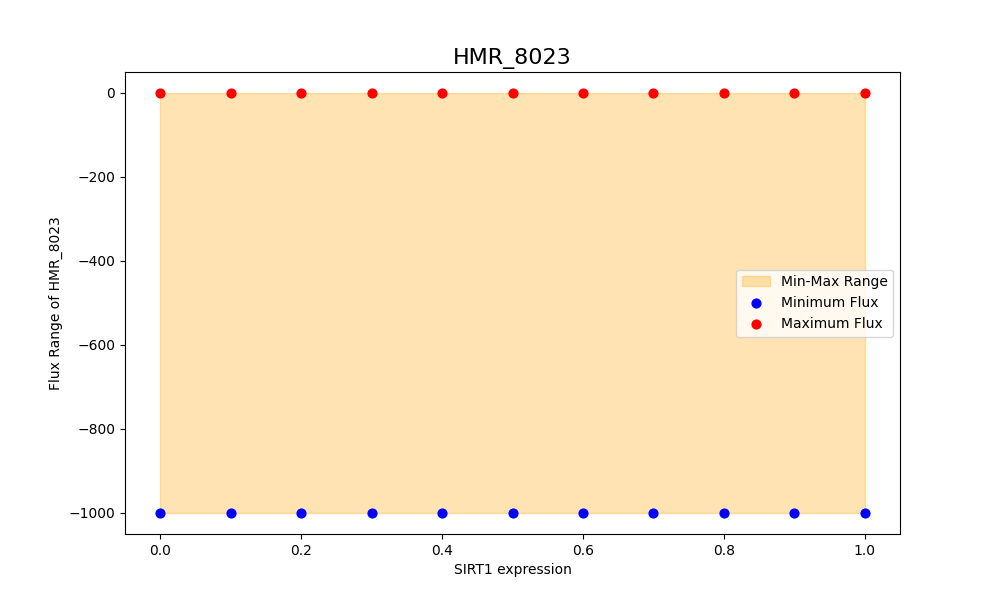 HMR_8023
Flux Range of HMR_8023
0
−200
−400
−600
−800
−1000
Min-Max Range
Minimum Flux
Maximum Flux
0.0
0.2
0.4
0.6
0.8
1.0
SIRT1 expression